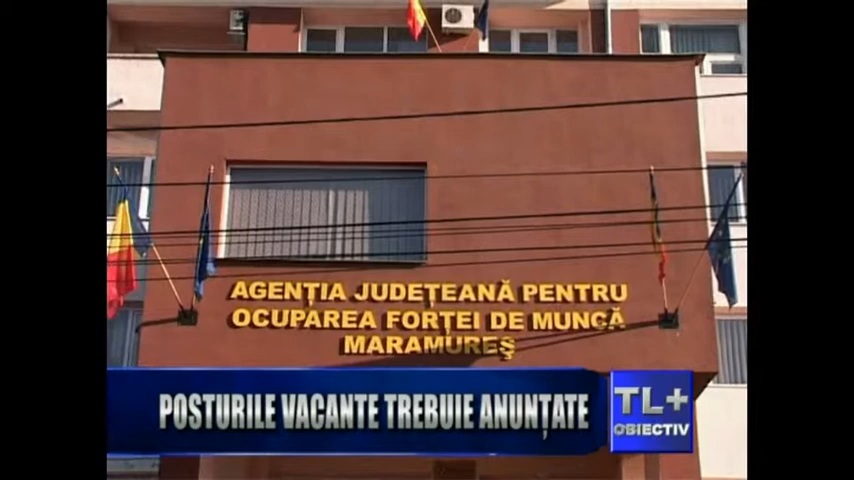 AGENȚIA JUDEȚEANĂ PENTRU
OCUPAREA FORȚEI DE MUNCĂ
MARAMUREȘ
POSTURILE VACANTE TREBUIE ANUNȚATE
TL+
OBIECTIV